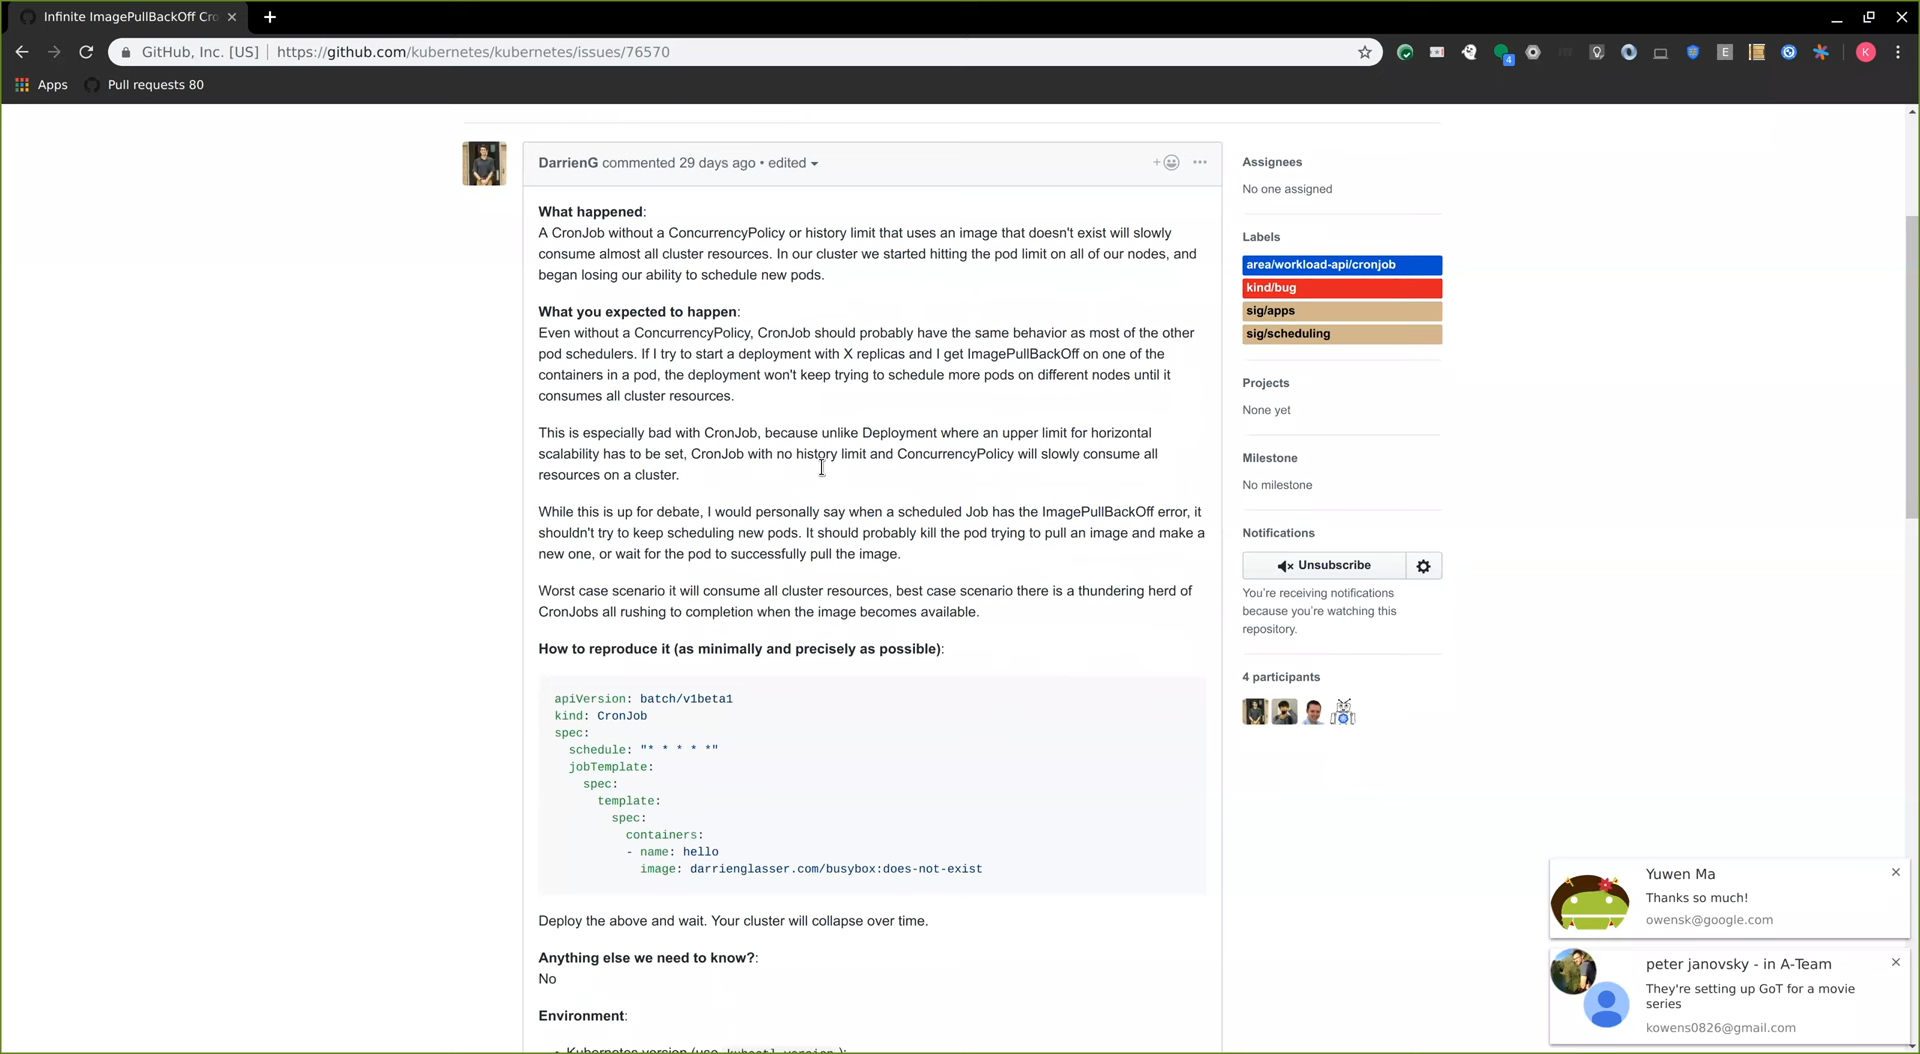 Infinite ImagePullBackOff Cro
GitHub, Inc. [US] | https://github.com/kubernetes/kubernetes/issues/76570
4
E
K
Apps
Pull requests 80
DarrienG commented 29 days ago • edited
What happened:
A CronJob without a ConcurrencyPolicy or history limit that uses an image that doesn't exist will slowly
consume almost all cluster resources. In our cluster we started hitting the pod limit on all of our nodes, and
began losing our ability to schedule new pods.
What you expected to happen:
Even without a ConcurrencyPolicy, CronJob should probably have the same behavior as most of the other
pod schedulers. If I try to start a deployment with X replicas and I get ImagePullBackOff on one of the
containers in a pod, the deployment won't keep trying to schedule more pods on different nodes until it
consumes all cluster resources.
This is especially bad with CronJob, because unlike Deployment where an upper limit for horizontal
scalability has to be set, CronJob with no history limit and ConcurrencyPolicy will slowly consume all
resources on a cluster.
While this is up for debate, I would personally say when a scheduled Job has the ImagePullBackOff error, it
shouldn't try to keep scheduling new pods. It should probably kill the pod trying to pull an image and make a
new one, or wait for the pod to successfully pull the image.
Worst case scenario it will consume all cluster resources, best case scenario there is a thundering herd of
CronJobs all rushing to completion when the image becomes available.
How to reproduce it (as minimally and precisely as possible):
apiVersion: batch/v1beta1
kind: CronJob
spec:
schedule: "* * * * *"
jobTemplate:
spec:
template:
spec:
containers:
- name: hello
image: darrienglasser.com/busybox:does-not-exist
Deploy the above and wait. Your cluster will collapse over time.
Anything else we need to know?:
No
Environment:
• Kubernetes version (use kubectl version ):
Assignees
No one assigned
Labels
area/workload-api/cronjob
kind/bug
sig/apps
sig/scheduling
Projects
None yet
Milestone
No milestone
Notifications
Unsubscribe
You're receiving notifications
because you're watching this
repository.
4 participants
Yuwen Ma
Thanks so much!
owensk@google.com
peter janovsky - in A-Team
They're setting up GoT for a movie
series
kowens0826@gmail.com